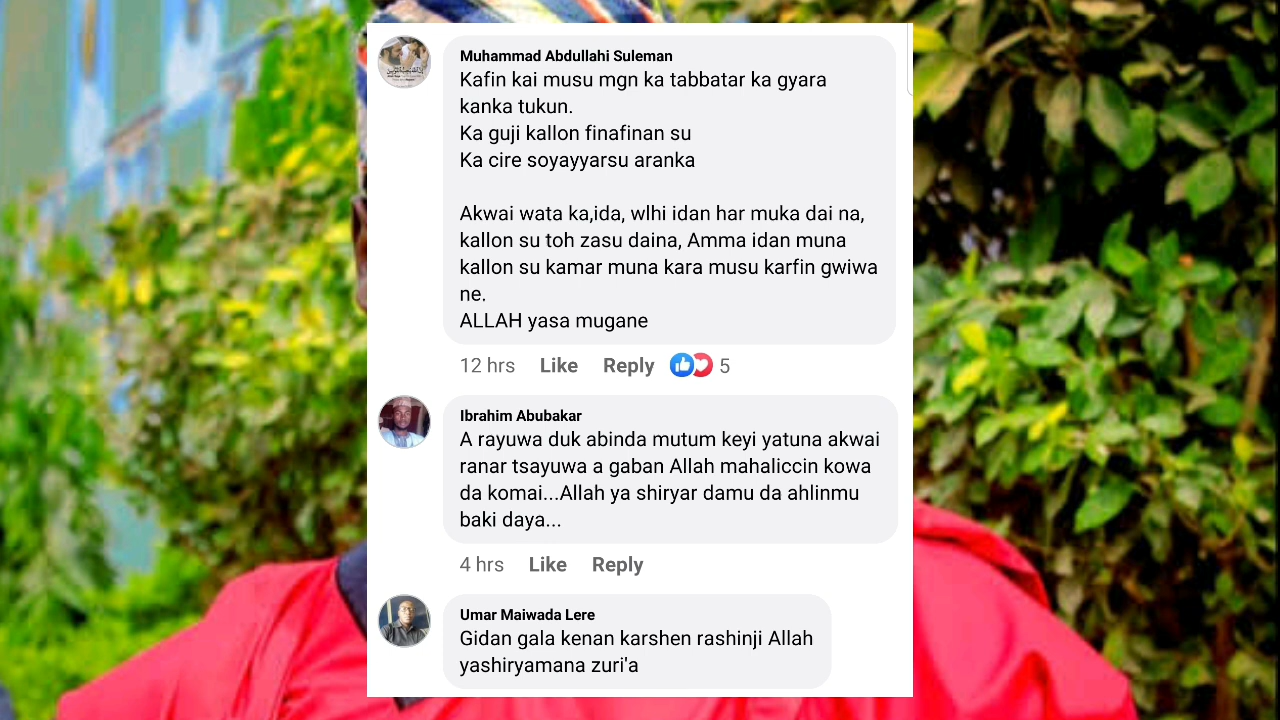 Muhammad Abdullahi Suleman
Kafin kai musu mgn ka tabbatar ka gyara
kanka tukun.
Ka guji kallon finafinan su
Ka cire soyayyarsu aranka
Akwai wata ka,ida, wlhi idan har muka dai na,
kallon su toh zasu daina, Amma idan muna
kallon su kamar muna kara musu karfin gwiwa
ne.
ALLAH yasa mugane
12 hrs Like Reply 5
Ibrahim Abubakar
A rayuwa duk abinda mutum keyi yatuna akwai
ranar tsayuwa a gaban Allah mahaliccin kowa
da komai...Allah ya shiryar damu da ahlinmu
baki daya...
4 hrs Like Reply
Umar Maiwada Lere
Gidan gala kenan karshen rashinji Allah
yashiryamana zuri'a